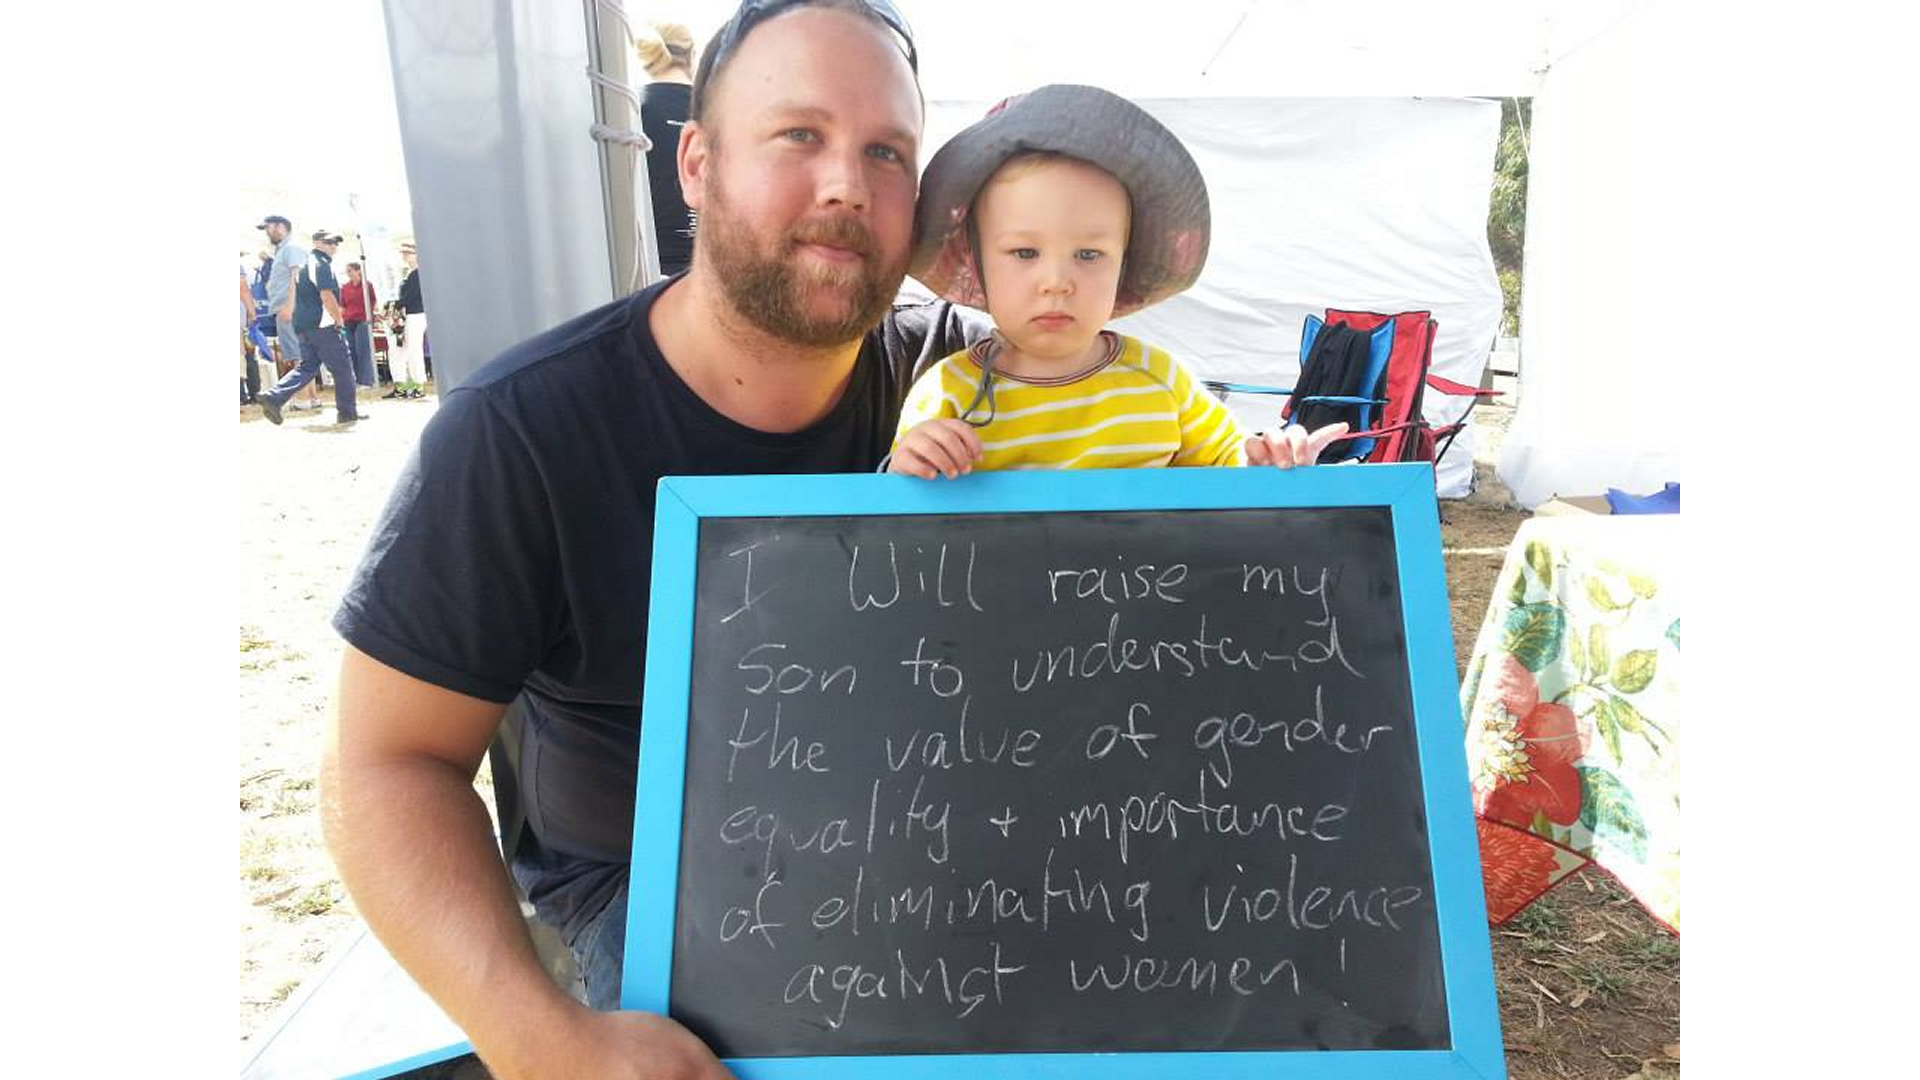 I Will raise my
Son to understand
the value of gender
equality + importance
of eliminating violence
against women!